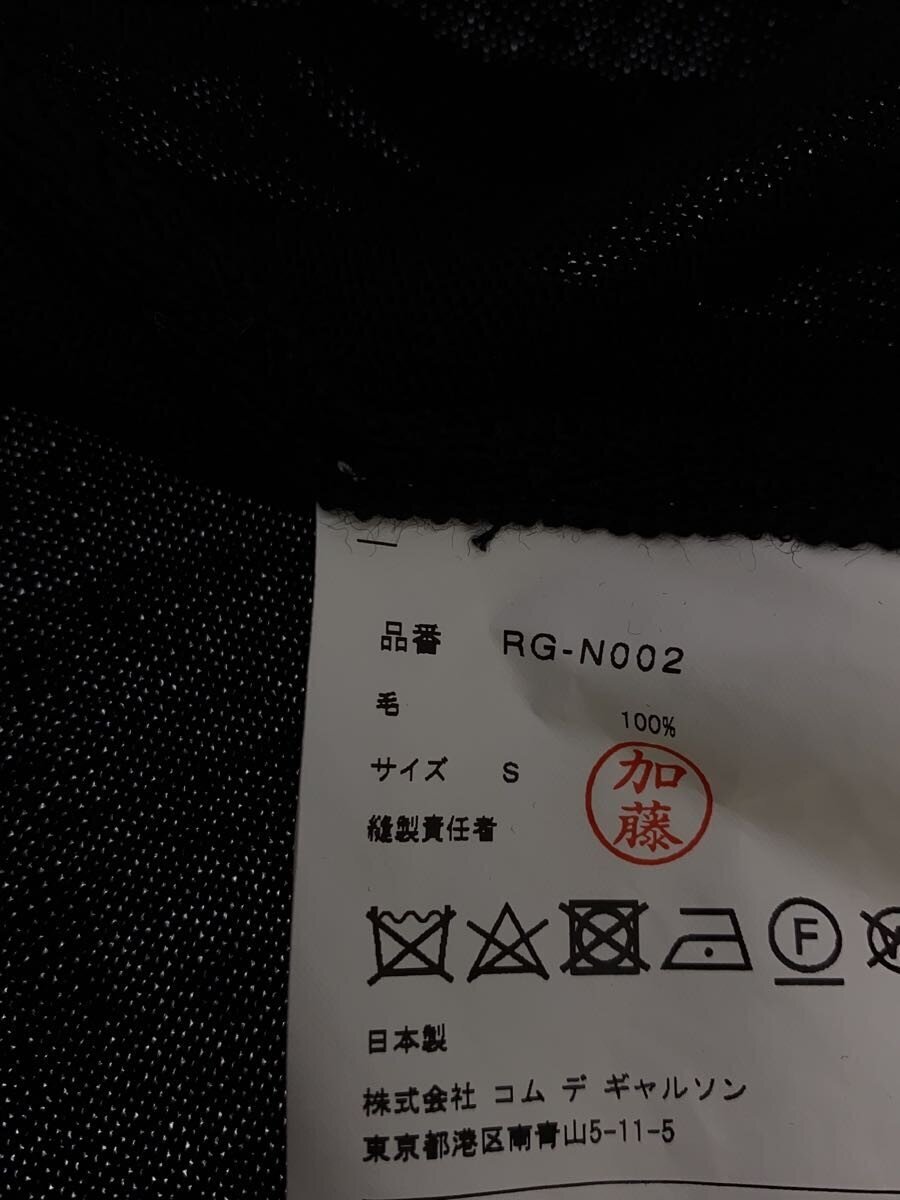 品番 RG-N002
毛 100%
サイズ S
縫製責任者 加藤
F
日本製
株式会社 コム デ ギャルソン
東京都港区南青山5-11-5